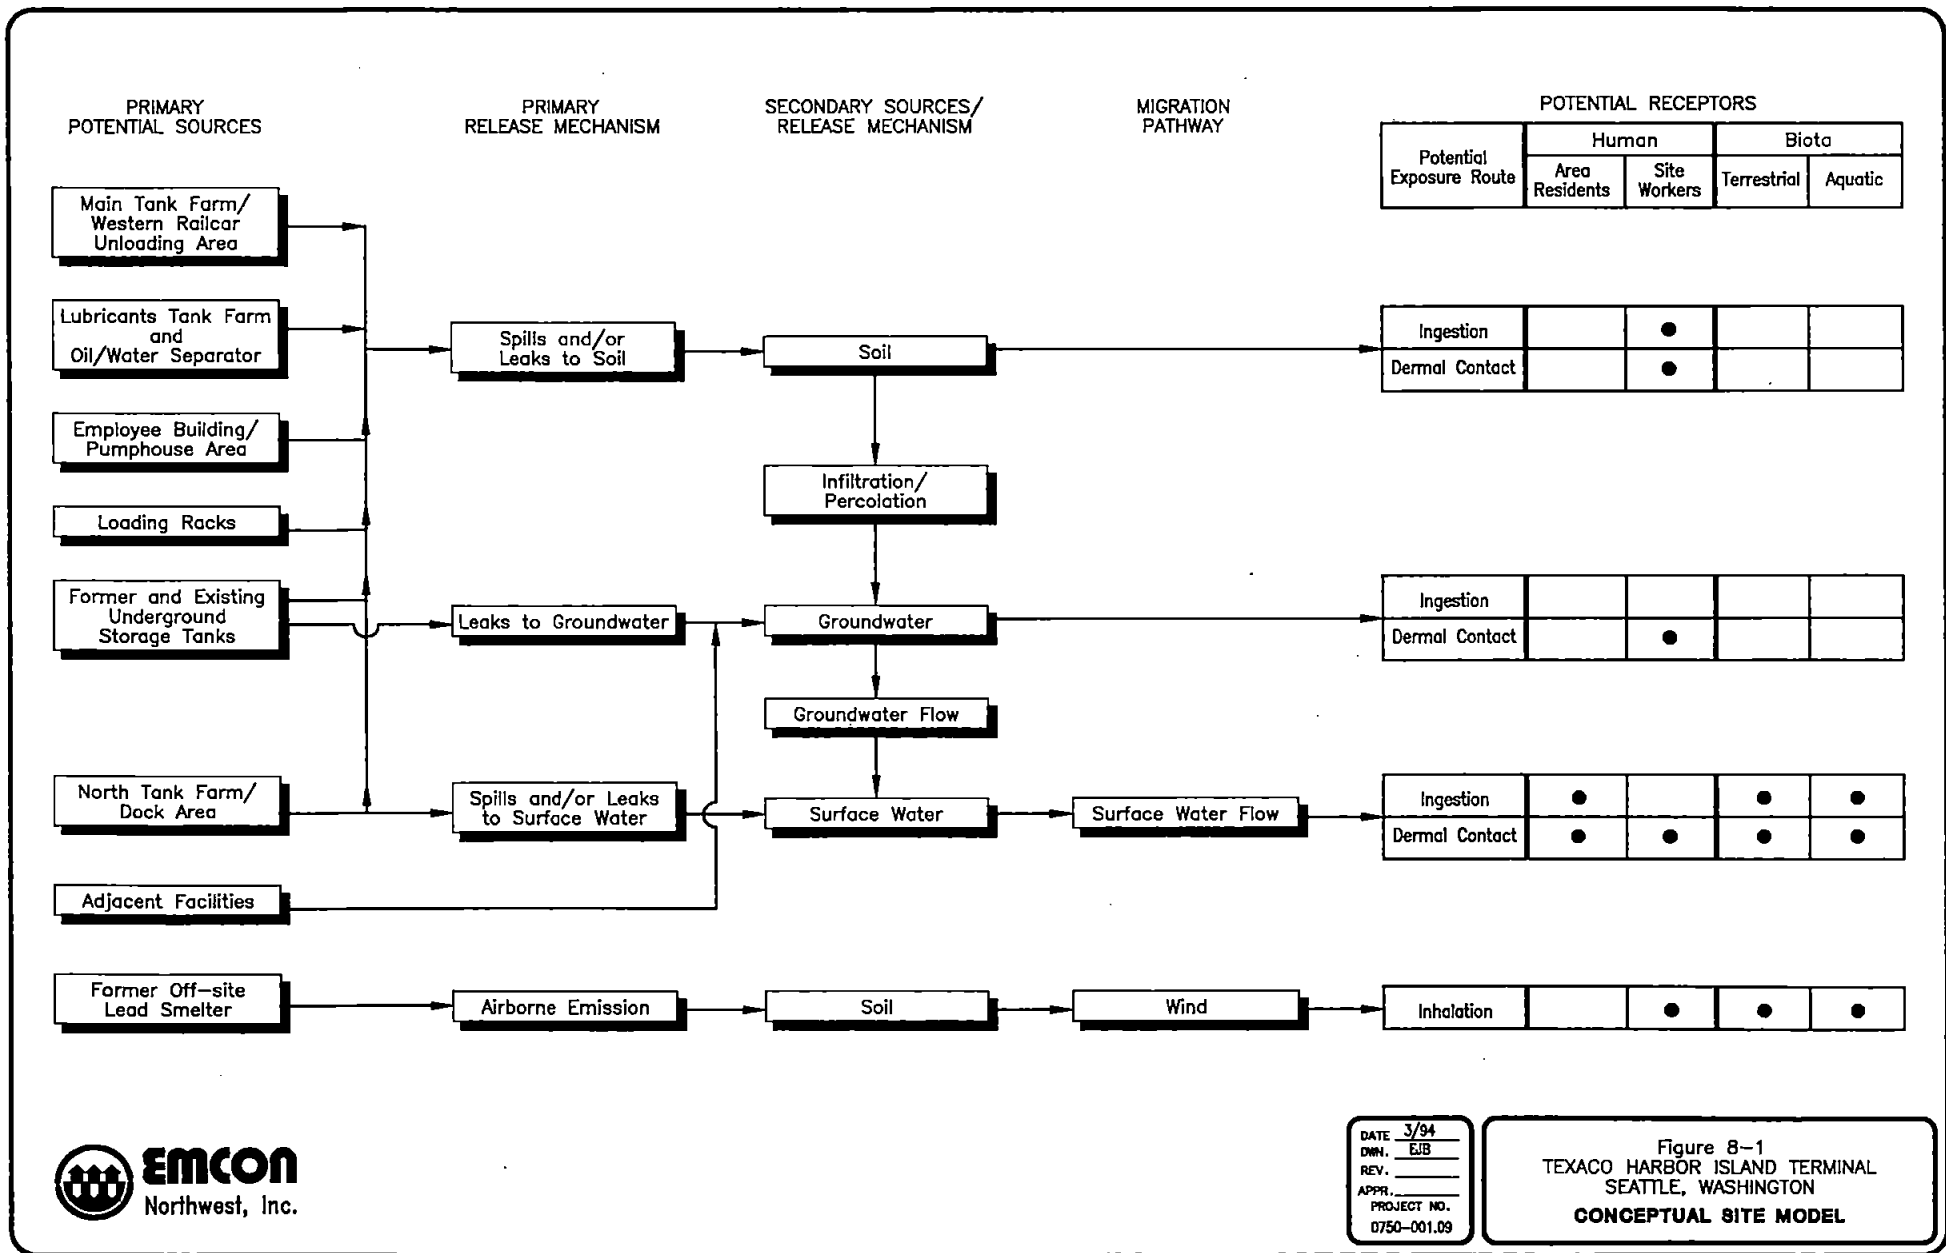 PRIMARY
POTENTIAL SOURCES
PRIMARY
RELEASE MECHANISM
SECONDARY SOURCES/
RELEASE MECHANISM
MIGRATION
PATHWAY
POTENTIAL RECEPTORS
Potential
Exposure Route
Human
Biota
Area
Residents
Site
Workers
Terrestrial
Aquatic
Main Tank Farm/
Western Railcar
Unloading Area
Lubricants Tank Farm
and
Oil/Water Separator
Spills and/or
Leaks to Soil
Soil
Ingestion
Dermal Contact
Employee Building/
Pumphouse Area
Infiltration/
Percolation
Loading Racks
Former and Existing
Underground
Storage Tanks
Leaks to Groundwater
Groundwater
Ingestion
Dermal Contact
Groundwater Flow
North Tank Farm/
Dock Area
Spills and/or Leaks
to Surface Water
Surface Water
Surface Water Flow
Ingestion
Dermal Contact
Adjacent Facilities
Former Off-site
Lead Smelter
Airborne Emission
Soil
Wind
Inhalation
EMCON
Northwest, Inc.
DATE 3/94
DWN. EJB
REV.
APPR.
PROJECT NO.
0750-001.09
Figure 8-1
TEXACO HARBOR ISLAND TERMINAL
SEATTLE, WASHINGTON
CONCEPTUAL SITE MODEL